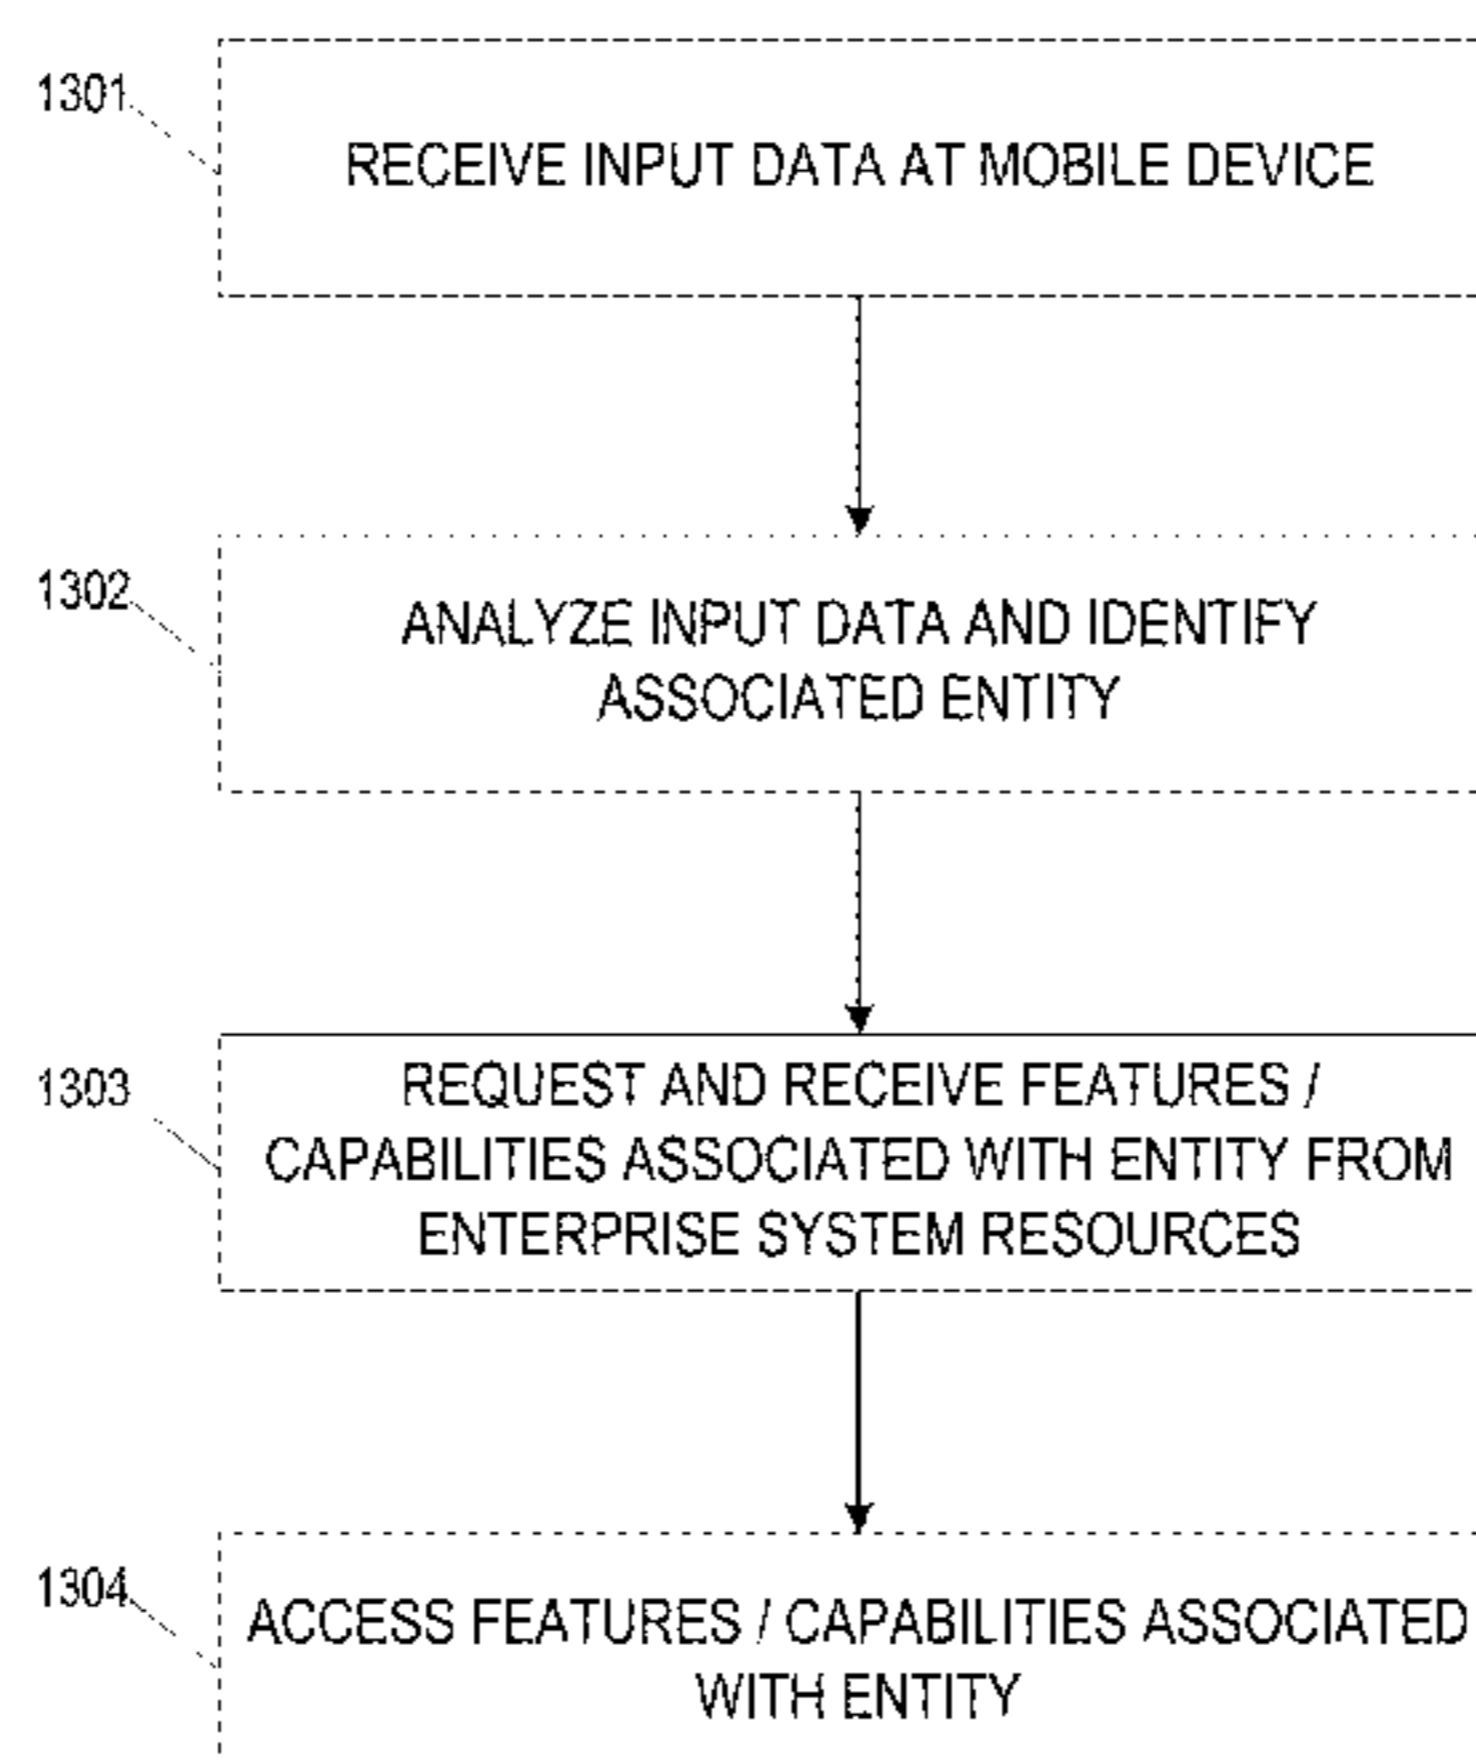 1301
RECEIVE INPUT DATA AT MOBILE DEVICE
1302
ANALYZE INPUT DATA AND IDENTIFY
ASSOCIATED ENTITY
1303
REQUEST AND RECEIVE FEATURES /
CAPABILITIES ASSOCIATED WITH ENTITY FROM
ENTERPRISE SYSTEM RESOURCES
1304
ACCESS FEATURES / CAPABILITIES ASSOCIATED
WITH ENTITY